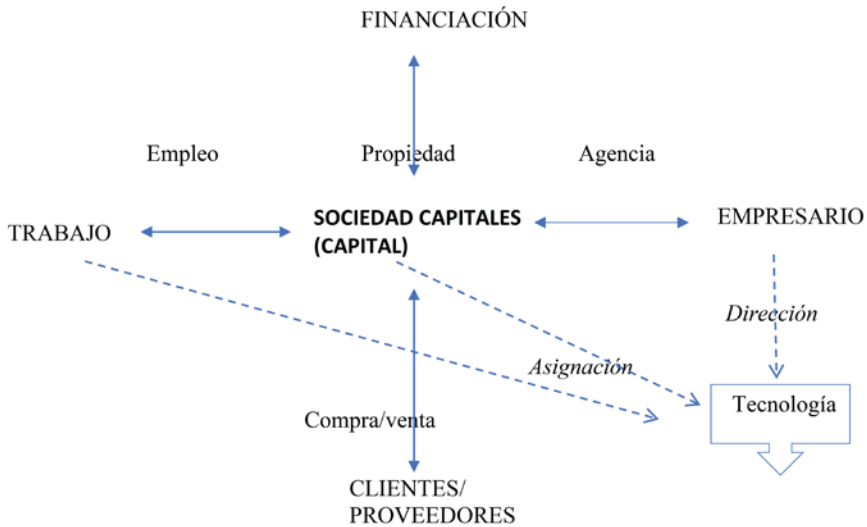 FINANCIACIÓN
Empleo
Propiedad
Agencia
TRABAJO
SOCIEDAD CAPITALES
(CAPITAL)
EMPRESARIO
Dirección
Asignación
Tecnología
Compra/venta
CLIENTES/
PROVEEDORES